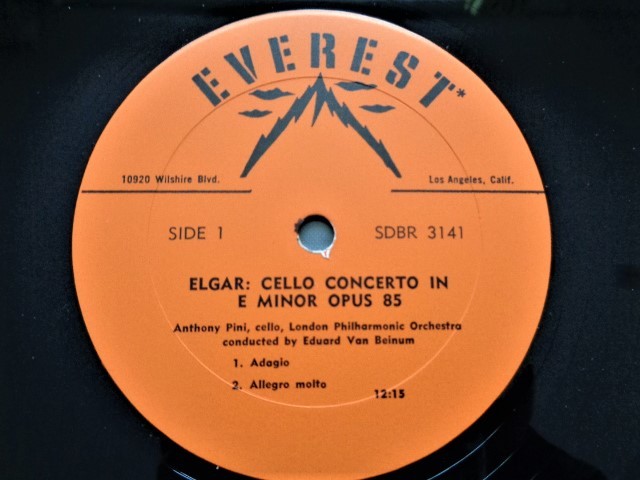 EVEREST*
10920 Wilshire Blvd. Los Angeles, Calif.
SIDE 1 SDBR 3141
ELGAR: CELLO CONCERTO IN
E MINOR OPUS 85
Anthony Pini, cello, London Philharmonic Orchestra
conducted by Eduard Van Beinum
1. Adagio
2. Allegro molto
12:15